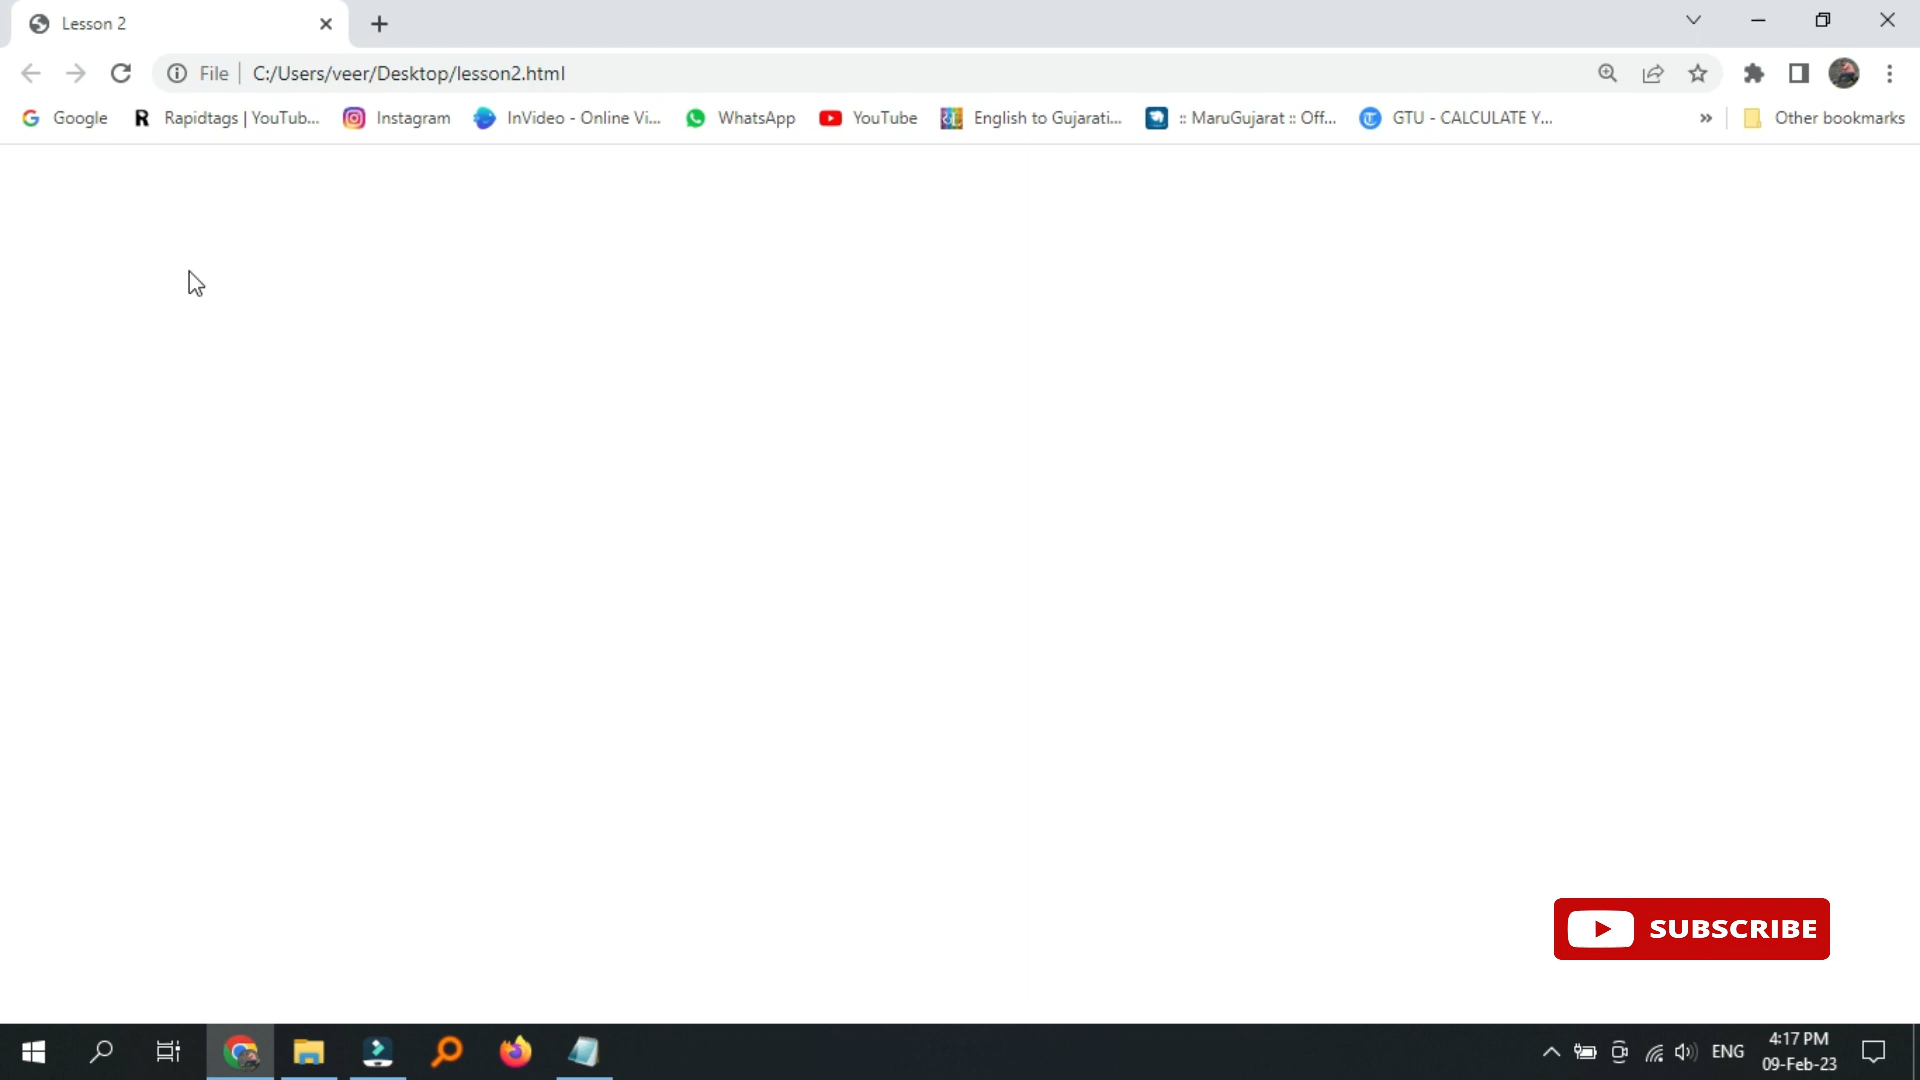 Lesson 2
File C:/Users/veer/Desktop/lesson2.html
Google Rapidtags | YouTub... Instagram InVideo - Online Vi... WhatsApp YouTube English to Gujarati... :: MaruGujarat :: Off... GTU - CALCULATE Y... » Other bookmarks
SUBSCRIBE
ENG
4:17 PM
09-Feb-23